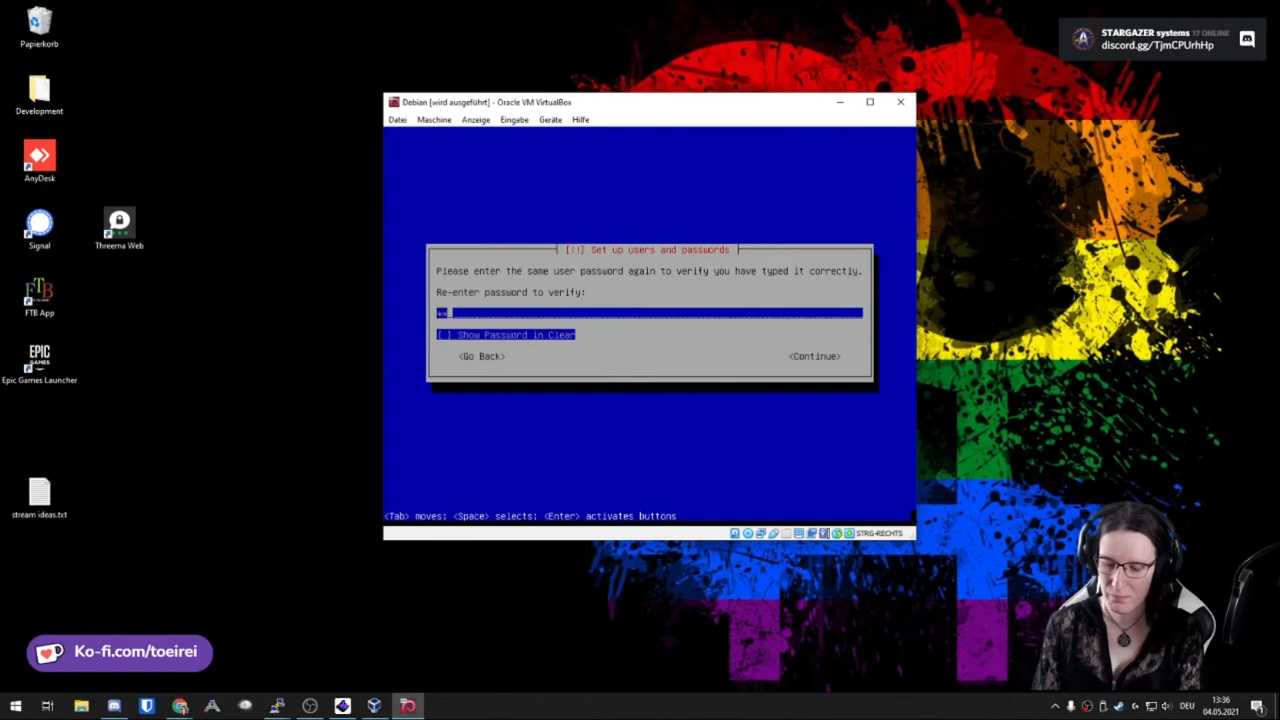 Papierkorb
Development
AnyDesk
Signal
Threema Web
FTB
FTB App
EPIC
GAMES
Epic Games Launcher
stream ideas.txt
Ko-fi.com/toeirei
STARGAZER systems 17 ONLINE
discord.gg/TjmCPUrhHp
Debian [wird ausgeführt] - Oracle VM VirtualBox
Datei Maschine Anzeige Eingabe Geräte Hilfe
[!!] Set up users and passwords
Please enter the same user password again to verify you have typed it correctly.
Re-enter password to verify:
**
[ ] Show Password in Clear
<Go Back> <Continue>
<Tab> moves; <Space> selects; <Enter> activates buttons
STRG-RECHTS
DEU
13:36
04.05.2021